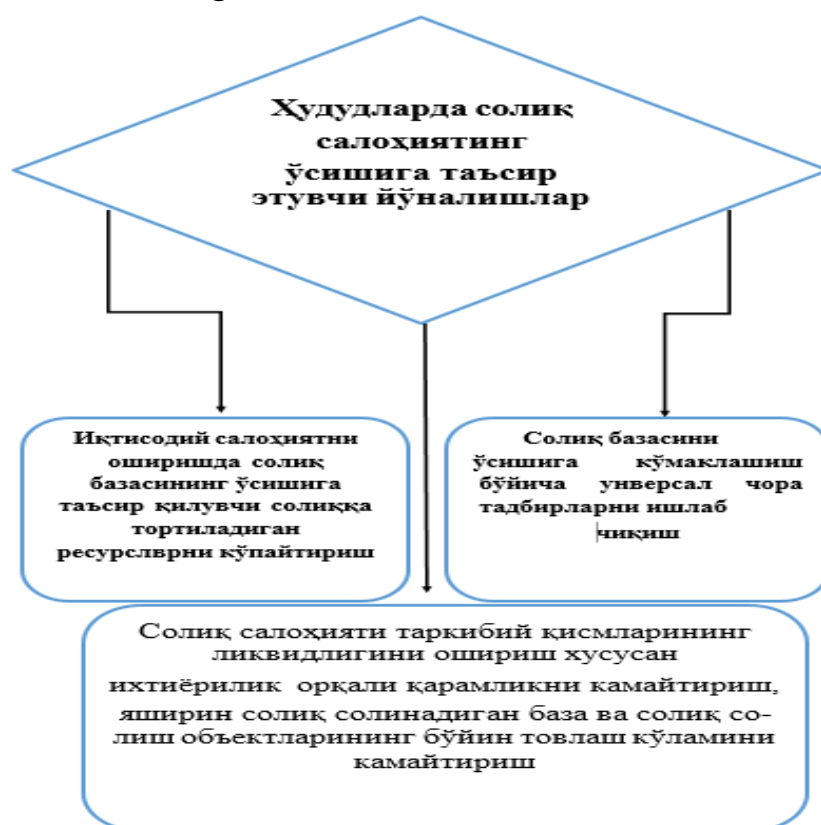 Ҳудудларда солиқ
салоҳиятинг
ўсишига таъсир
этувчи йўналишлар
Иқтисодий салоҳиятни
оширишда солиқ
базасининг ўсишига
таъсир қилувчи солиққа
тортиладиган
ресурслврни кўпайтириш
Солиқ базасини
ўсишига кўмаклашиш
бўйича унверсал чора
тадбирларни ишлаб
чиқиш
Солиқ салоҳияти таркибий қисмларининг
ликвидлигини ошириш хусусан
ихтиёрилик орқали қарамликни камайтириш,
яширин солиқ солинадиган база ва солиқ со-
лиш объектларининг бўйин товлаш кўламини
камайтириш